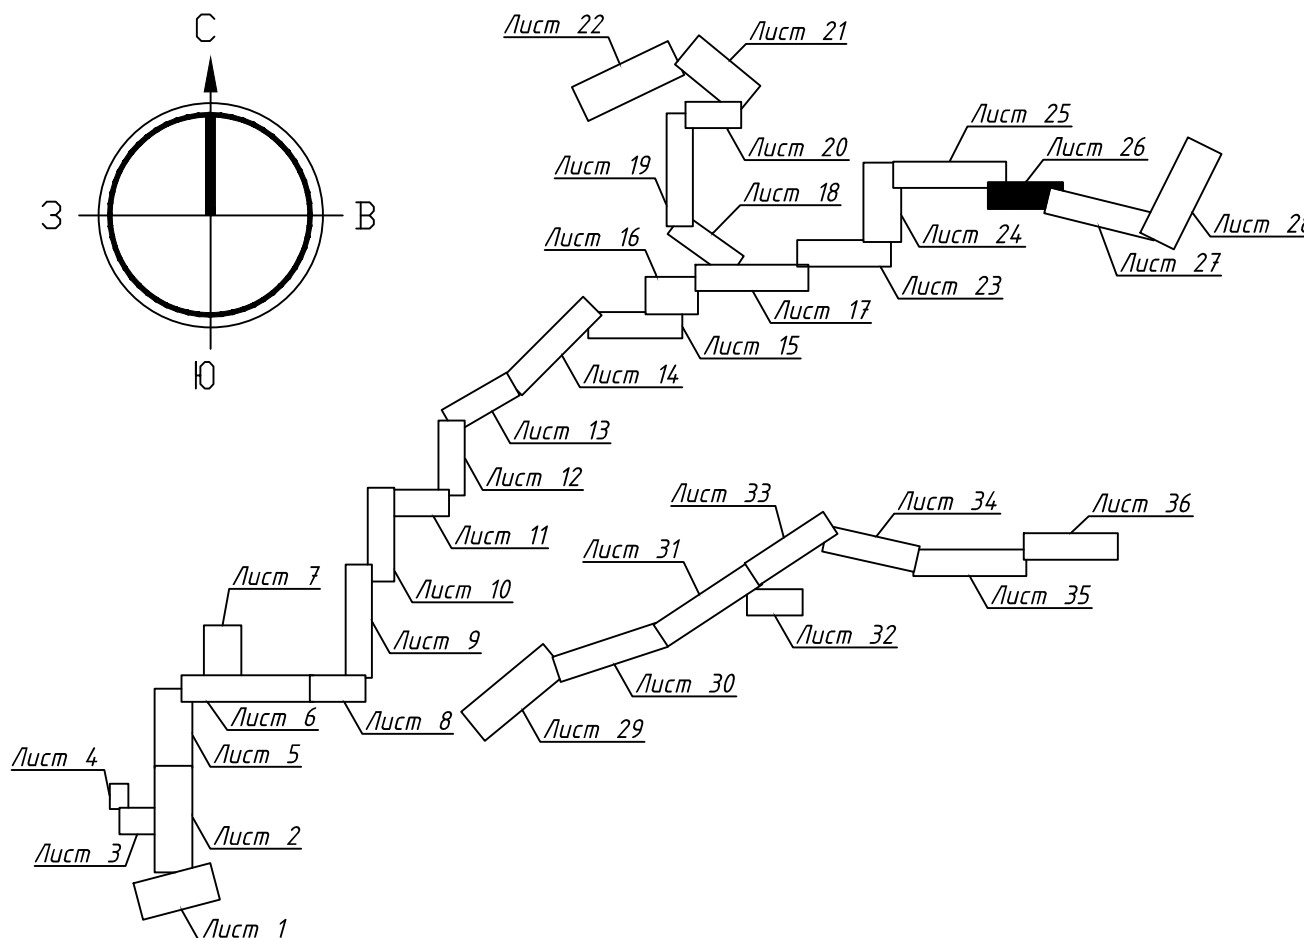 С
З
В
Ю
Лист 22
Лист 21
Лист 25
Лист 20
Лист 26
Лист 19
Лист 18
Лист 16
Лист 24
Лист 28
Лист 27
Лист 23
Лист 17
Лист 15
Лист 14
Лист 13
Лист 12
Лист 33
Лист 34
Лист 36
Лист 11
Лист 31
Лист 7
Лист 10
Лист 35
Лист 9
Лист 32
Лист 30
Лист 6
Лист 8
Лист 29
Лист 5
Лист 4
Лист 2
Лист 3
Лист 1